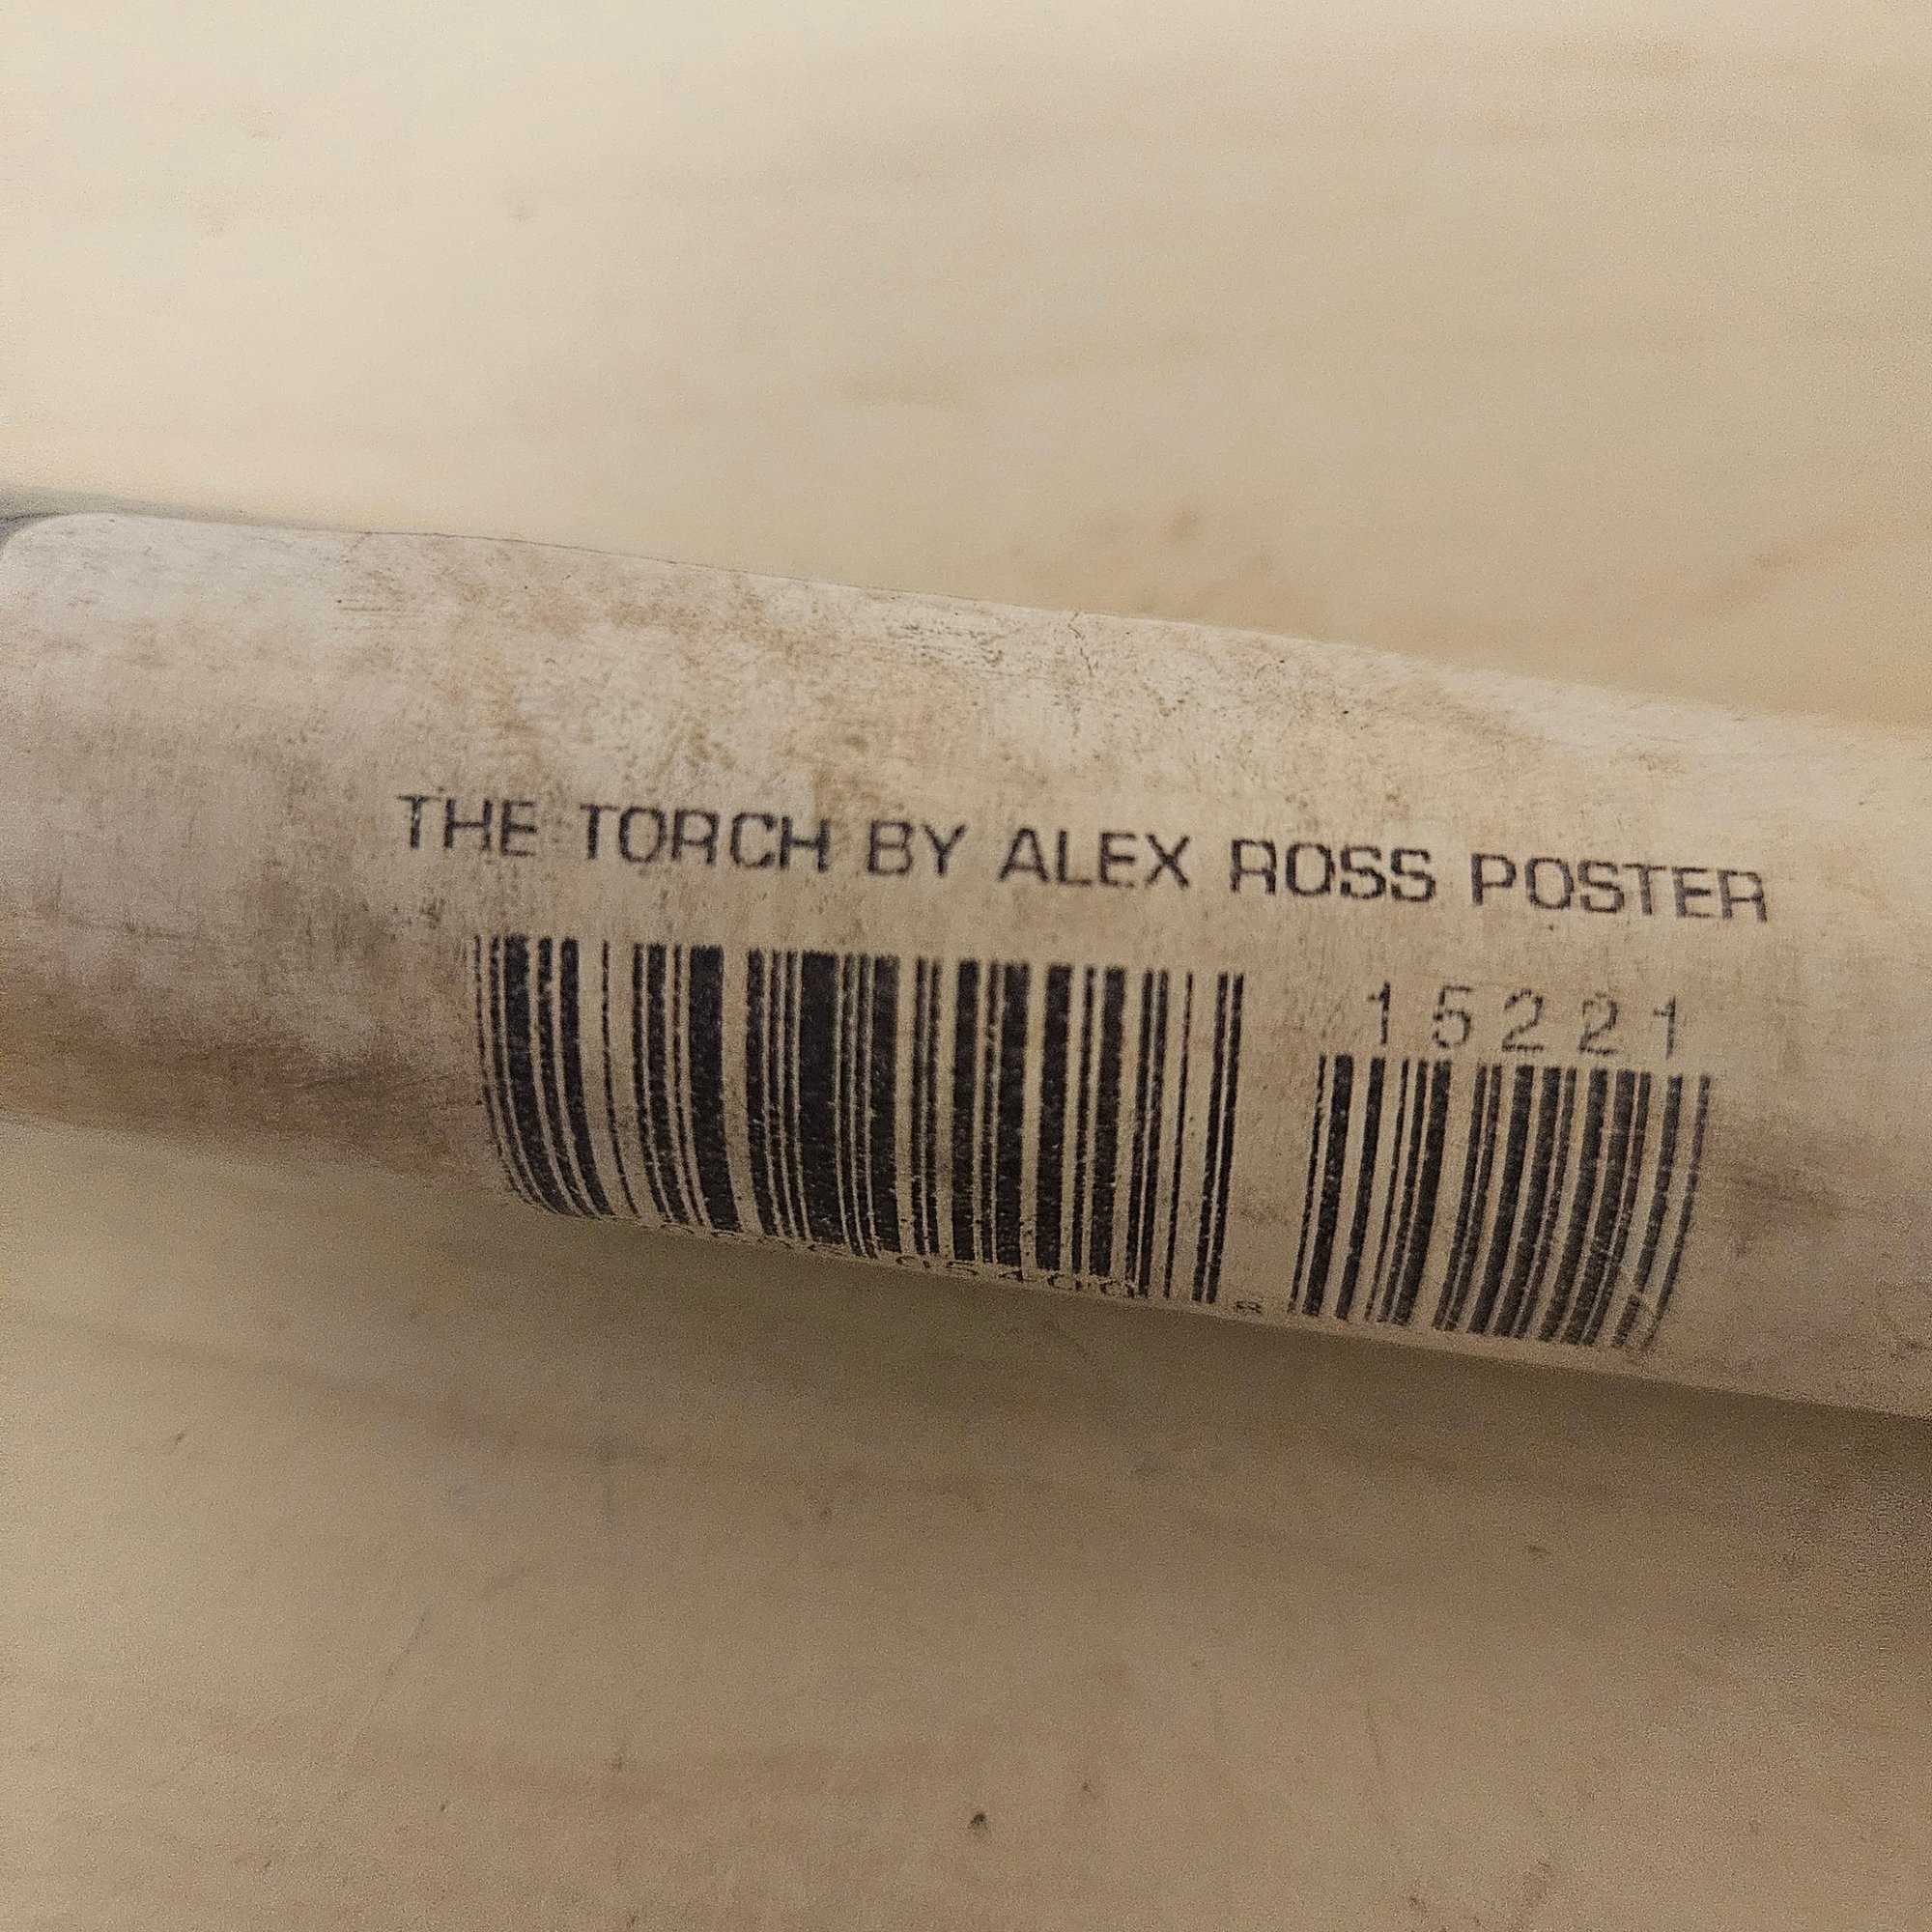 THE TORCH BY ALEX ROSS POSTER
15221